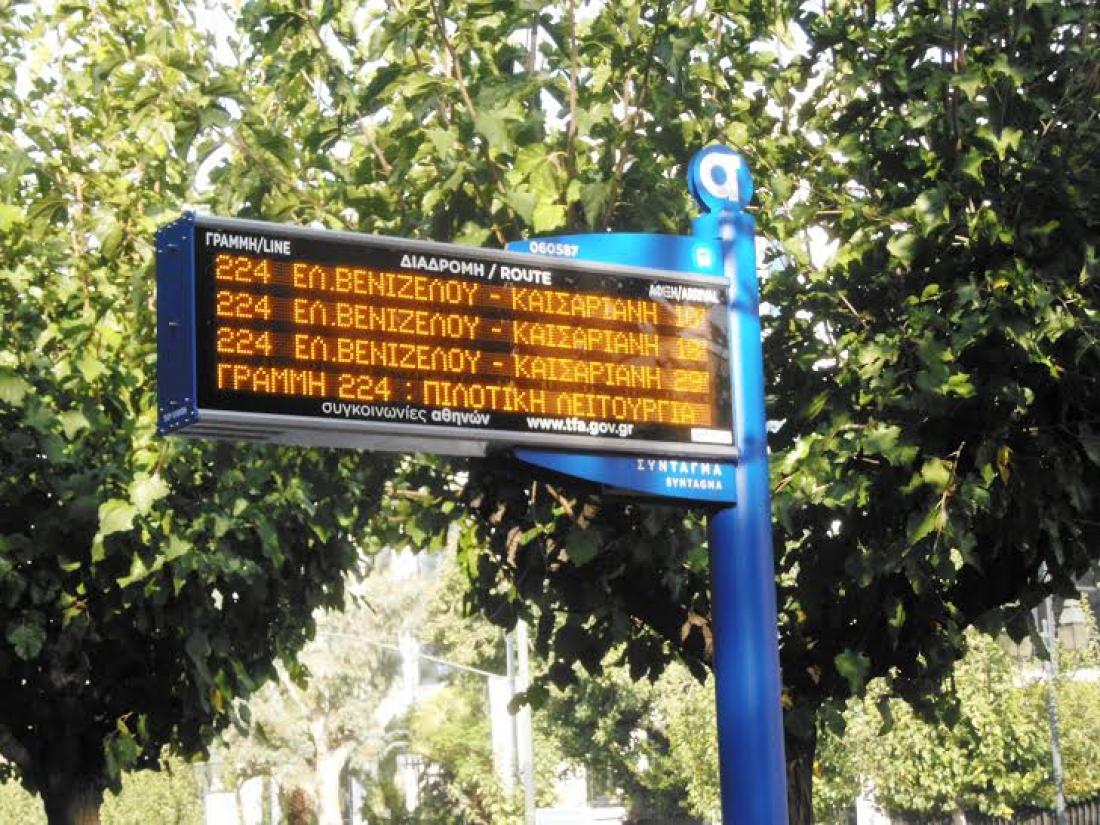 σ
060587
ΓΡΑΜΜΗ/LINE ΔΙΑΔΡΟΜΗ / ROUTE ΑΦΙΞΗ/ARRIVAL
224 ΕΛ.ΒΕΝΙΖΕΛΟΥ - ΚΑΙΣΑΡΙΑΝΗ
224 ΕΛ.ΒΕΝΙΖΕΛΟΥ - ΚΑΙΣΑΡΙΑΝΗ
224 ΕΛ.ΒΕΝΙΖΕΛΟΥ - ΚΑΙΣΑΡΙΑΝΗ 29'
ΓΡΑΜΜΗ 224 : ΠΙΛΟΤΙΚΗ ΛΕΙΤΟΥΡΓΙΑ
συγκοινωνίες αθηνών www.tfa.gov.gr
ΣΥΝΤΑΓΜΑ
SYNTAGMA